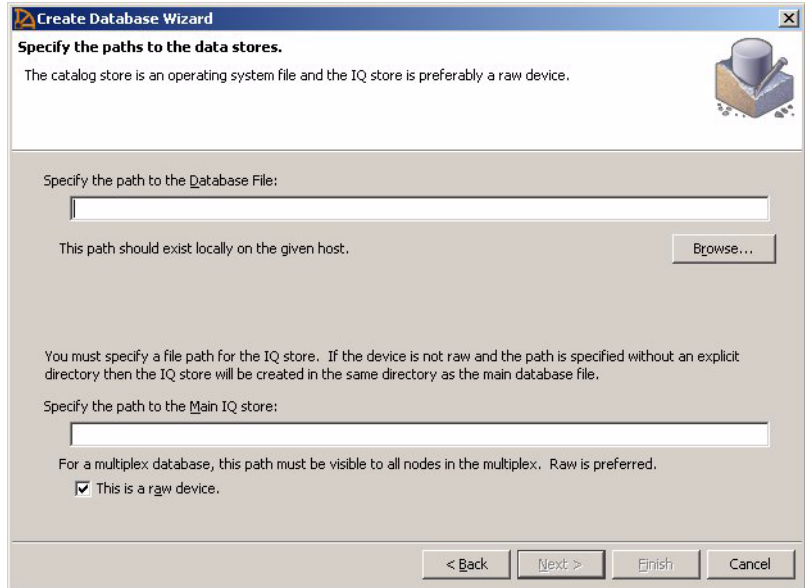 Create Database Wizard
Specify the paths to the data stores.
The catalog store is an operating system file and the IQ store is preferably a raw device.
Specify the path to the Database File:
This path should exist locally on the given host.
Browse...
You must specify a file path for the IQ store. If the device is not raw and the path is specified without an explicit
directory then the IQ store will be created in the same directory as the main database file.
Specify the path to the Main IQ store:
For a multiplex database, this path must be visible to all nodes in the multiplex. Raw is preferred.
This is a raw device.
< Back
Next >
Finish
Cancel